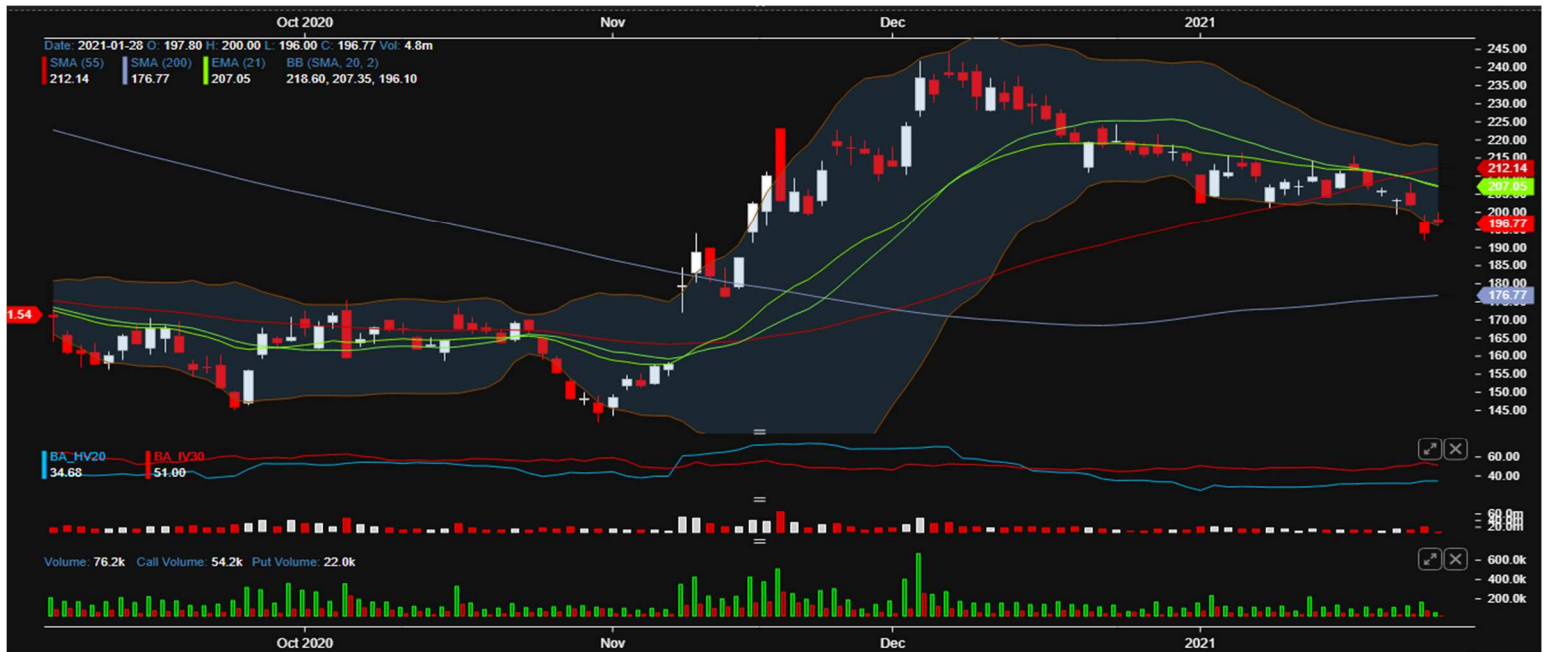 Oct 2020 Nov Dec 2021
Date: 2021-01-28 O: 197.80 H: 200.00 L: 196.00 C: 196.77 Vol: 4.8m
SMA (55) SMA (200) EMA (21) BB (SMA, 20, 2)
212.14 176.77 207.05 218.60, 207.35, 196.10
245.00
240.00
235.00
230.00
225.00
220.00
215.00
212.14
207.05
200.00
196.77
190.00
185.00
180.00
176.77
170.00
165.00
160.00
155.00
150.00
145.00
1.54
BA_HV20 BA_IV30
34.68 51.00
60.00
40.00
60.0m
40.0m
20.0m
Volume: 76.2k Call Volume: 54.2k Put Volume: 22.0k
600.0k
400.0k
200.0k
Oct 2020 Nov Dec 2021